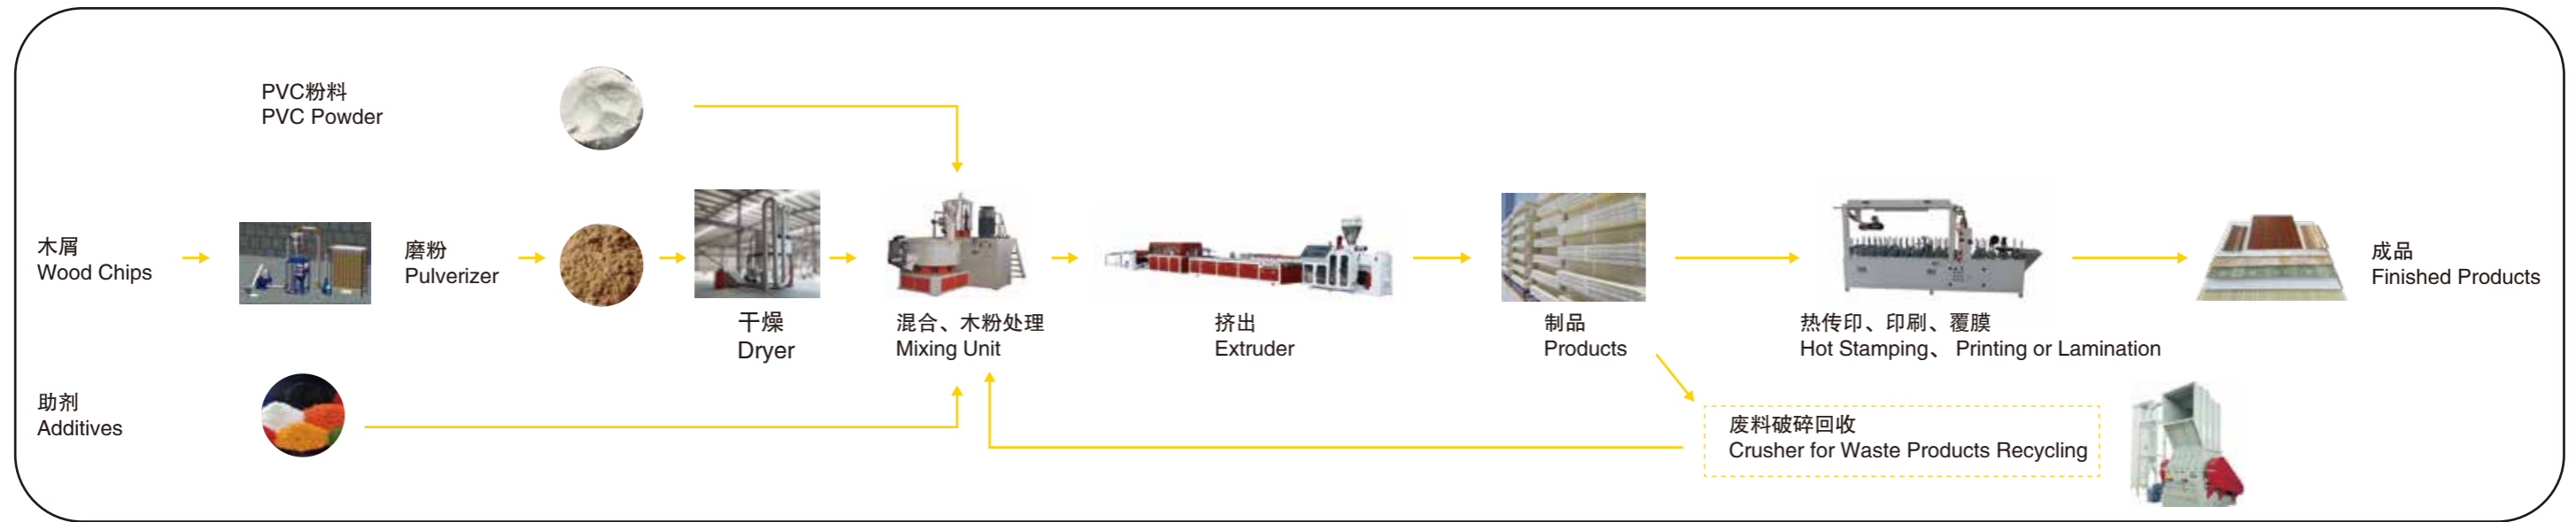 PVC粉料
PVC Powder
木屑
Wood Chips
磨粉
Pulverizer
干燥
Dryer
混合、木粉处理
Mixing Unit
挤出
Extruder
制品
Products
热传印、印刷、覆膜
Hot Stamping、 Printing or Lamination
成品
Finished Products
助剂
Additives
废料破碎回收
Crusher for Waste Products Recycling